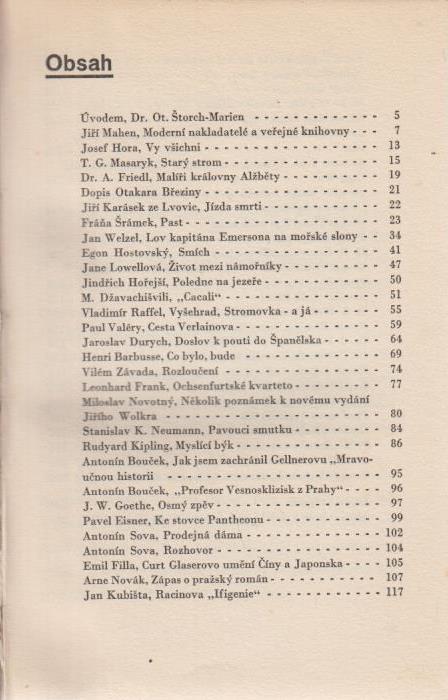 Obsah
Úvodem, Dr. Ot. Štorch-Marien - - - - - - - - - - - - - 5
Jiří Mahen, Moderní nakladatelé a veřejné knihovny - - - 7
Josef Hora, Vy všichni - - - - - - - - - - - - - - - - - 13
T. G. Masaryk, Starý strom - - - - - - - - - - - - - - - 15
Dr. A. Friedl, Malíři královny Alžběty - - - - - - - - - 19
Dopis Otakara Březiny - - - - - - - - - - - - - - - - - 21
Jiří Karásek ze Lvovic, Jízda smrti - - - - - - - - - - - 22
Fráňa Šrámek, Past - - - - - - - - - - - - - - - - - - - 23
Jan Welzel, Lov kapitána Emersona na mořské slony - - 34
Egon Hostovský, Smích - - - - - - - - - - - - - - - - - 41
Jane Lowellová, Život mezi námořníky - - - - - - - - - 47
Jindřich Hořejší, Poledne na jezeře - - - - - - - - - - - 50
M. Džavachišvili, „Cacali" - - - - - - - - - - - - - - - 51
Vladimír Raffel, Vyšehrad, Stromovka - a já - - - - - - - 55
Paul Valéry, Cesta Verlainova - - - - - - - - - - - - - - 59
Jaroslav Durych, Doslov k pouti do Španělska - - - - - - 64
Henri Barbusse, Co bylo, bude - - - - - - - - - - - - - 69
Vilém Závada, Rozloučení - - - - - - - - - - - - - - - - 74
Leonhard Frank, Ochsenfurtské kvarteto - - - - - - - - - 77
Miloslav Novotný, Několik poznámek k novému vydání
Jiřího Wolkra - - - - - - - - - - - - - - - - - - - - 80
Stanislav K. Neumann, Pavouci smutku - - - - - - - - - 84
Rudyard Kipling, Myslící býk - - - - - - - - - - - - - - 86
Antonín Bouček, Jak jsem zachránil Gellnerovu „Mravo-
učnou historii - - - - - - - - - - - - - - - - - - - - 95
Antonín Bouček, „Profesor Vesnosklizisk z Prahy" - - - - 96
J. W. Goethe, Osmý zpěv - - - - - - - - - - - - - - - - 97
Pavel Eisner, Ke stovce Pantheonu - - - - - - - - - - - 99
Antonín Sova, Prodejná dáma - - - - - - - - - - - - - - 102
Antonín Sova, Rozhovor - - - - - - - - - - - - - - - - - 104
Emil Filla, Curt Glaserovo umění Číny a Japonska - - - - 105
Arne Novák, Zápas o pražský román - - - - - - - - - - - 107
Jan Kubišta, Racinova „Ifigenie" - - - - - - - - - - - - 117